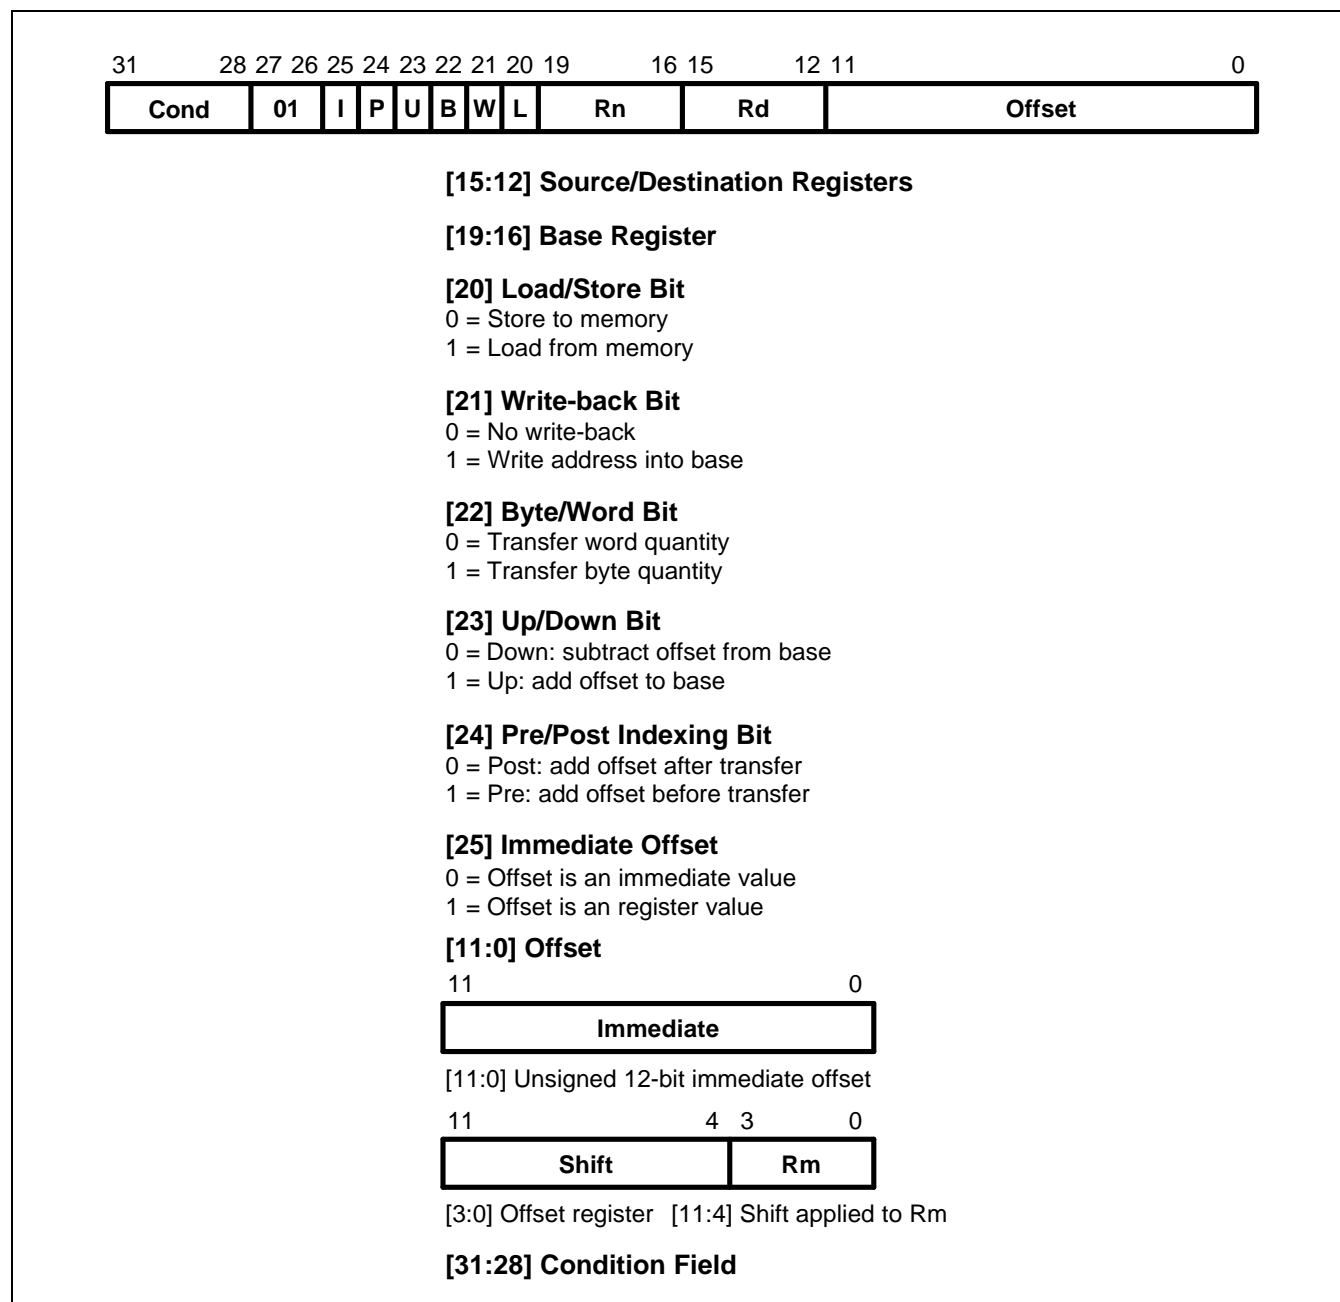 31 28 27 26 25 24 23 22 21 20 19 16 15 12 11 0
Cond 01 I P U B W L Rn Rd Offset
[15:12] Source/Destination Registers
[19:16] Base Register
[20] Load/Store Bit
0 = Store to memory
1 = Load from memory
[21] Write-back Bit
0 = No write-back
1 = Write address into base
[22] Byte/Word Bit
0 = Transfer word quantity
1 = Transfer byte quantity
[23] Up/Down Bit
0 = Down: subtract offset from base
1 = Up: add offset to base
[24] Pre/Post Indexing Bit
0 = Post: add offset after transfer
1 = Pre: add offset before transfer
[25] Immediate Offset
0 = Offset is an immediate value
1 = Offset is an register value
[11:0] Offset
11 0
Immediate
[11:0] Unsigned 12-bit immediate offset
11 4 3 0
Shift Rm
[3:0] Offset register [11:4] Shift applied to Rm
[31:28] Condition Field